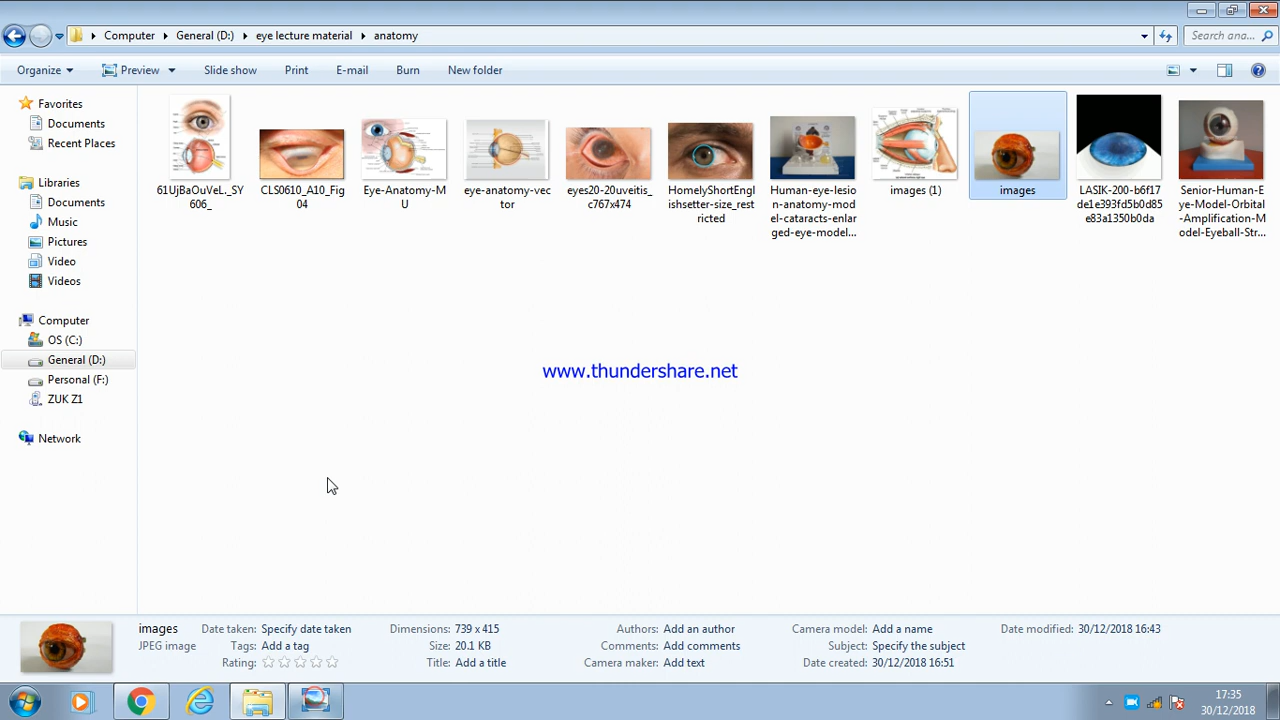 Computer General (D:) eye lecture material anatomy
Search ana...
Organize Preview Slide show Print E-mail Burn New folder
Favorites
Documents
Recent Places
Libraries
Documents
Music
Pictures
Video
Videos
Computer
OS (C:)
General (D:)
Personal (F:)
ZUK Z1
Network
61UjBaOuVeL._SY
606_
CLS0610_A10_Fig
04
Eye-Anatomy-M
U
eye-anatomy-vec
tor
eyes20-20uveitis_
c767x474
HomelyShortEngl
ishsetter-size_rest
ricted
Human-eye-lesio
n-anatomy-mod
el-cataracts-enlar
ged-eye-model...
images (1)
images
LASIK-200-b6f17
de1e393fd5b0d85
e83a1350b0da
Senior-Human-E
ye-Model-Orbital
-Amplification-M
odel-Eyeball-Str...
www.thundershare.net
images
JPEG image
Date taken: Specify date taken
Tags: Add a tag
Rating:
Dimensions: 739 x 415
Size: 20.1 KB
Title: Add a title
Authors: Add an author
Comments: Add comments
Camera maker: Add text
Camera model: Add a name
Subject: Specify the subject
Date created: 30/12/2018 16:51
Date modified: 30/12/2018 16:43
17:35
30/12/2018